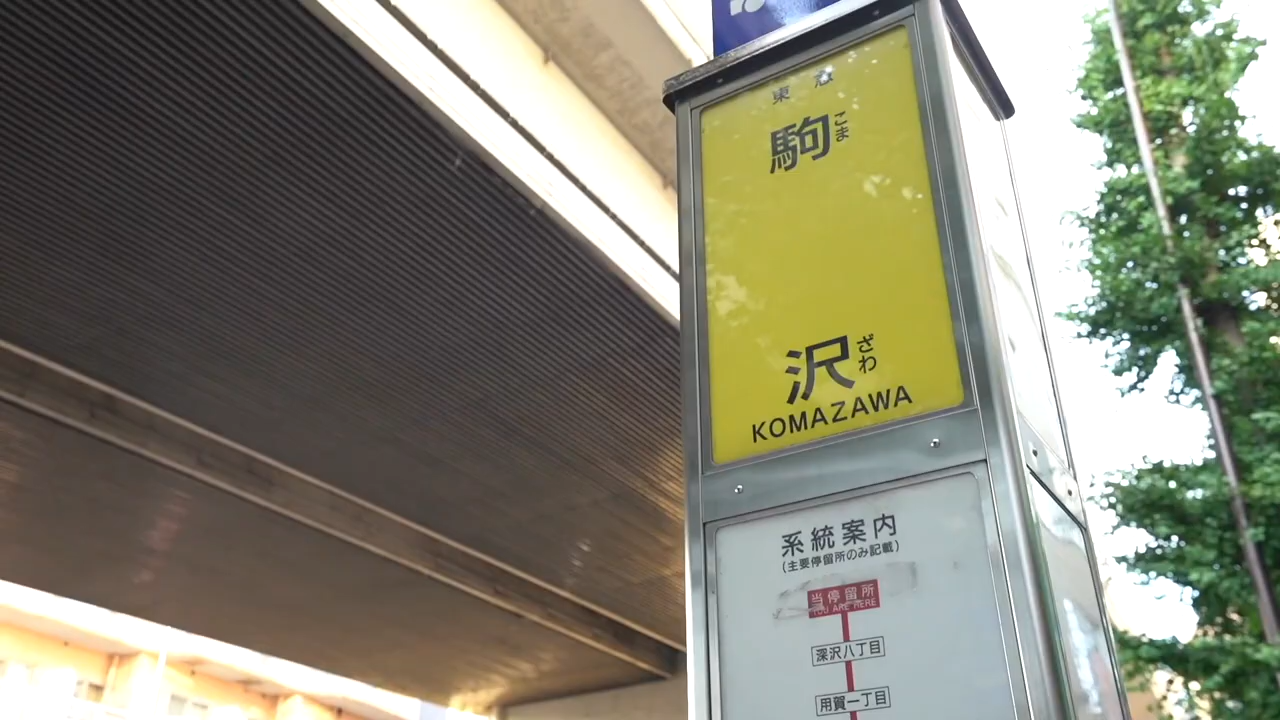 東急
駒
こま
沢
ざわ
KOMAZAWA
系統案内
(主要停留所のみ記載)
当停留所
YOU ARE HERE
深沢八丁目
用賀一丁目